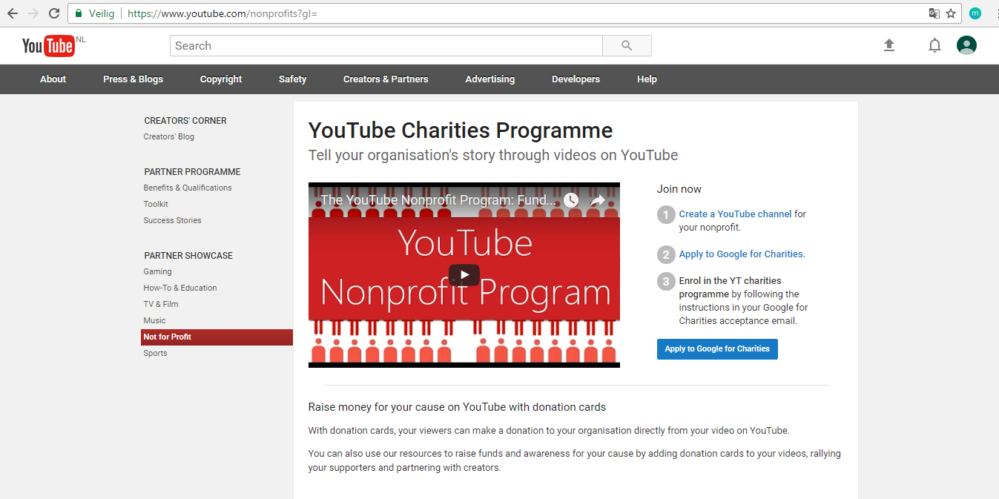 Veilig
https://www.youtube.com/nonprofits?gl=
m
YouTube NL
Search
About Press & Blogs Copyright Safety Creators & Partners Advertising Developers Help
CREATORS' CORNER
Creators' Blog
PARTNER PROGRAMME
Benefits & Qualifications
Toolkit
Success Stories
PARTNER SHOWCASE
Gaming
How-To & Education
TV & Film
Music
Not for Profit
Sports
YouTube Charities Programme
Tell your organisation's story through videos on YouTube
The YouTube Nonprofit Program: Fund...
YouTube
Nonprofit Program
Join now
1 Create a YouTube channel for
your nonprofit.
2 Apply to Google for Charities.
3 Enrol in the YT charities
programme by following the
instructions in your Google for
Charities acceptance email.
Apply to Google for Charities
Raise money for your cause on YouTube with donation cards
With donation cards, your viewers can make a donation to your organisation directly from your video on YouTube.
You can also use our resources to raise funds and awareness for your cause by adding donation cards to your videos, rallying
your supporters and partnering with creators.